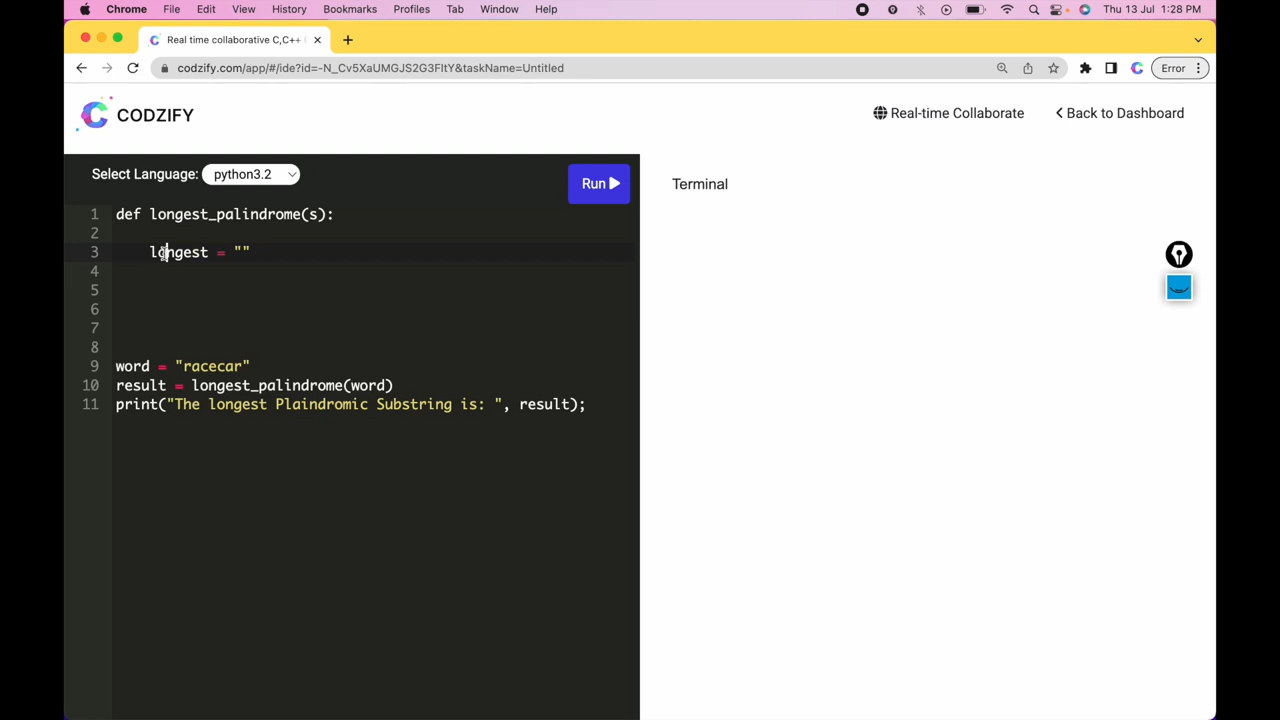 Chrome File Edit View History Bookmarks Profiles Tab Window Help Thu 13 Jul 1:28 PM
Real time collaborative C,C++
codzify.com/app/#/ide?id=-N_Cv5XaUMGJS2G3FltY&taskName=Untitled Error
CODZIFY Real-time Collaborate Back to Dashboard
Select Language: python3.2 Run Terminal
1 def longest_palindrome(s):
2
3 longest = ""
4
5
6
7
8
9 word = "racecar"
10 result = longest_palindrome(word)
11 print("The longest Plaindromic Substring is: ", result);